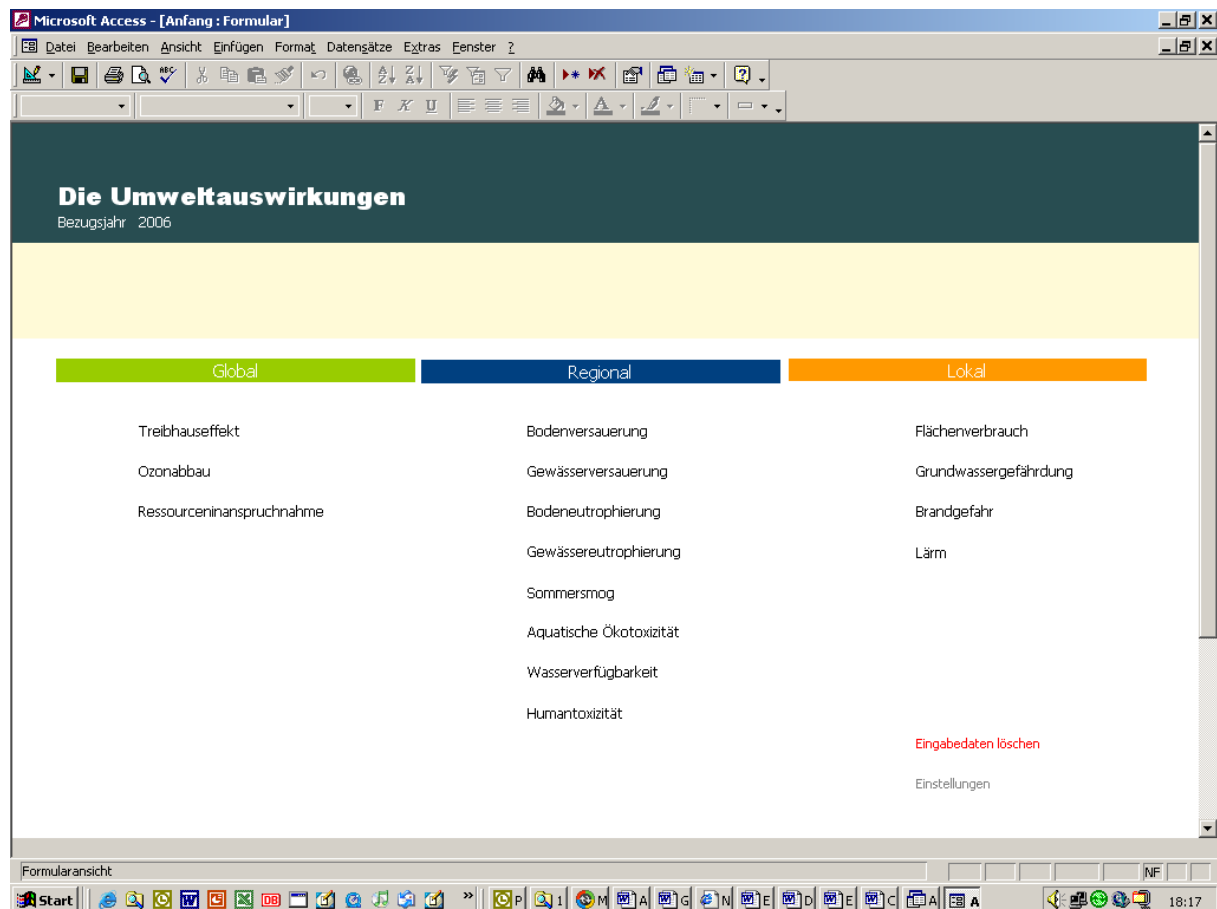 Microsoft Access - [Anfang : Formular]
Datei Bearbeiten Ansicht Einfügen Format Datensätze Extras Fenster ?
F K U
Die Umweltauswirkungen
Bezugsjahr 2006
Global Regional Lokal
Treibhauseffekt Bodenversauerung Flächenverbrauch
Ozonabbau Gewässerversauerung Grundwassergefährdung
Ressourceninanspruchnahme Bodeneutrophierung Brandgefahr
Gewässereutrophierung Lärm
Sommersmog
Aquatische Ökotoxizität
Wasserverfügbarkeit
Humantoxizität
Eingabedaten löschen
Einstellungen
Formularansicht NF
Start DB » P 1 M A G N E D E C A A 18:17